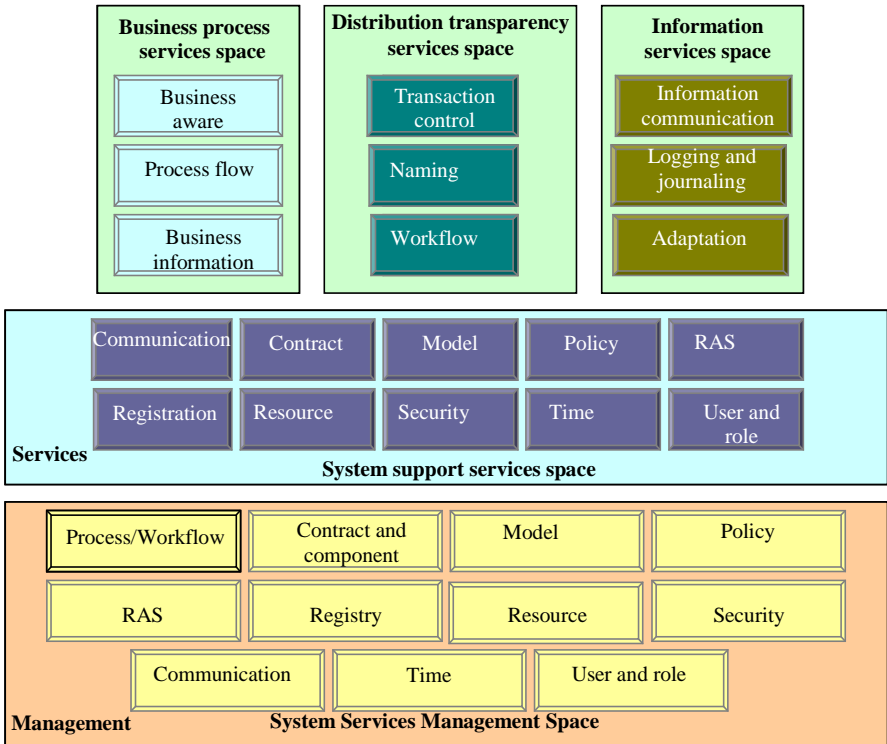 Business process
services space
Business
aware
Process flow
Business
information
Distribution transparency
services space
Transaction
control
Naming
Workflow
Information
services space
Information
communication
Logging and
journaling
Adaptation
Communication
Contract
Model
Policy
RAS
Registration
Resource
Security
Time
User and
role
Services
System support services space
Process/Workflow
Contract and
component
Model
Policy
RAS
Registry
Resource
Security
Communication
Time
User and role
Management
System Services Management Space